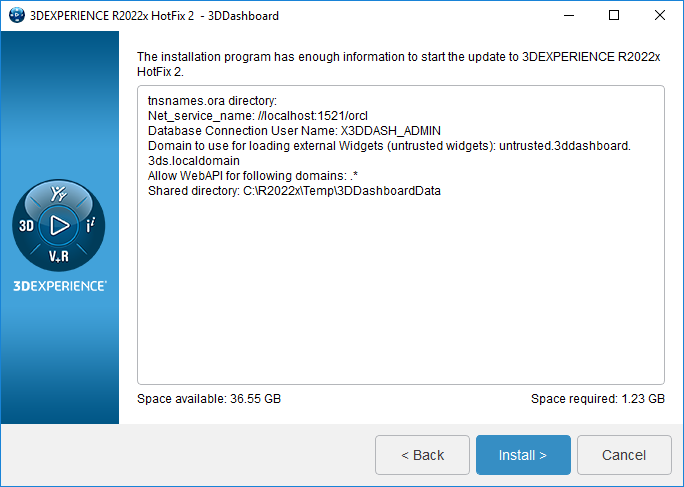 3DEXPERIENCE R2022x HotFix 2 - 3DDashboard
The installation program has enough information to start the update to 3DEXPERIENCE R2022x
HotFix 2.
tnsnames.ora directory:
Net_service_name: //localhost:1521/orcl
Database Connection User Name: X3DDASH_ADMIN
Domain to use for loading external Widgets (untrusted widgets): untrusted.3ddashboard.
3ds.localdomain
Allow WebAPI for following domains: .*
Shared directory: C:\R2022x\Temp\3DDashboardData
3D
i
V+R
3DEXPERIENCE
Space available: 36.55 GB
Space required: 1.23 GB
< Back
Install >
Cancel